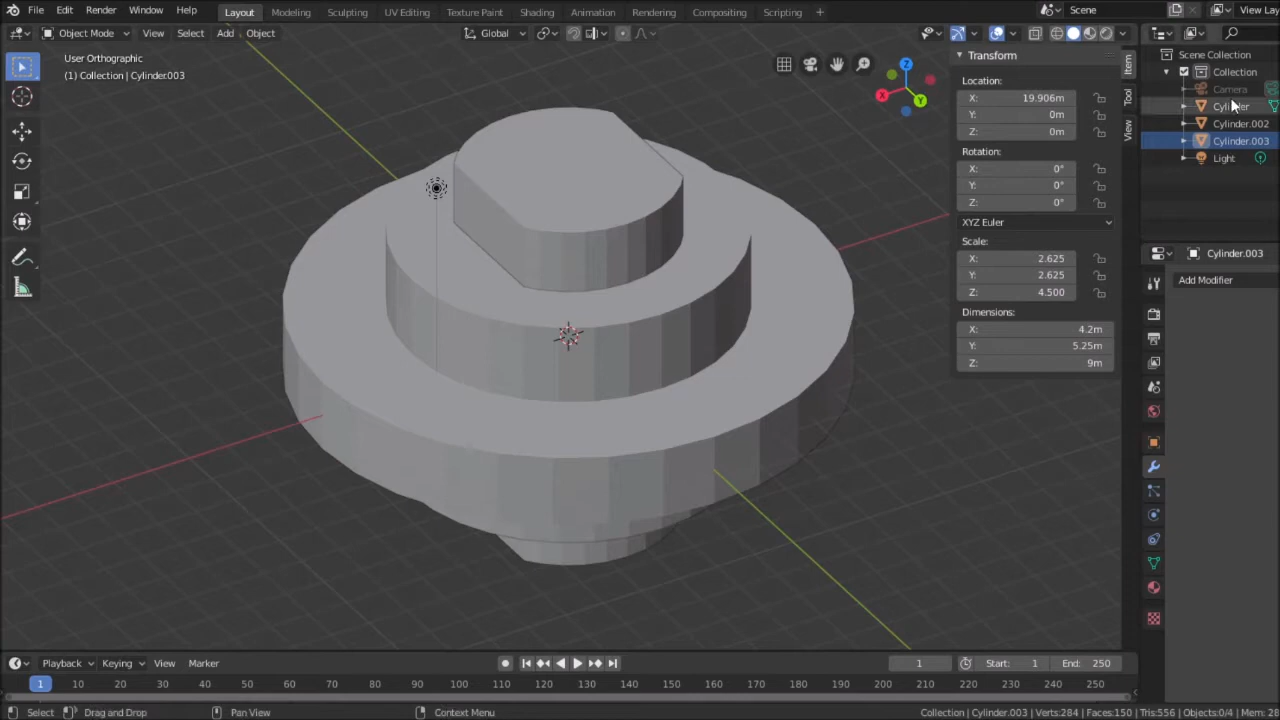 File Edit Render Window Help Layout Modeling Sculpting UV Editing Texture Paint Shading Animation Rendering Compositing Scripting + Scene View Lay
Object Mode View Select Add Object Global
User Orthographic
(1) Collection | Cylinder.003
Z
X
Y
Transform
Location:
X: 19.906m
Y: 0m
Z: 0m
Rotation:
X: 0°
Y: 0°
Z: 0°
XYZ Euler
Scale:
X: 2.625
Y: 2.625
Z: 4.500
Dimensions:
X: 4.2m
Y: 5.25m
Z: 9m
Item
Tool
View
Scene Collection
Collection
Camera
Cylinder
Cylinder.002
Cylinder.003
Light
Cylinder.003
Add Modifier
Playback Keying View Marker 1 Start: 1 End: 250
1 10 20 30 40 50 60 70 80 90 100 110 120 130 140 150 160 170 180 190 200 210 220 230 240 250
Select Drag and Drop Pan View Context Menu Collection | Cylinder.003 | Verts:284 | Faces:150 | Tris:556 | Objects:0/4 | Mem: 28